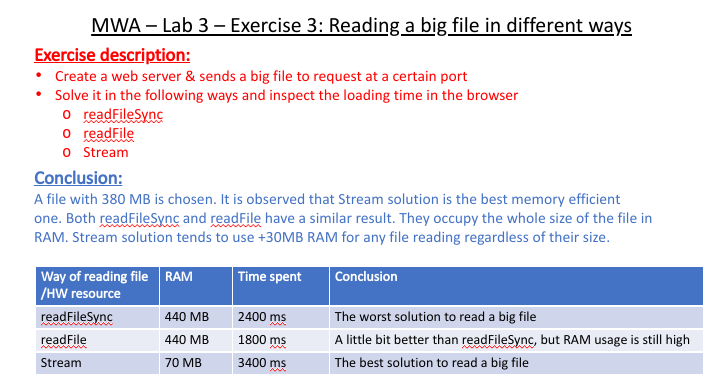 MWA – Lab 3 – Exercise 3: Reading a big file in different ways
Exercise description:
• Create a web server & sends a big file to request at a certain port
• Solve it in the following ways and inspect the loading time in the browser
o readFileSync
o readFile
o Stream
Conclusion:
A file with 380 MB is chosen. It is observed that Stream solution is the best memory efficient
one. Both readFileSync and readFile have a similar result. They occupy the whole size of the file in
RAM. Stream solution tends to use +30MB RAM for any file reading regardless of their size.
Way of reading file /HW resource | RAM | Time spent | Conclusion
readFileSync | 440 MB | 2400 ms | The worst solution to read a big file
readFile | 440 MB | 1800 ms | A little bit better than readFileSync, but RAM usage is still high
Stream | 70 MB | 3400 ms | The best solution to read a big file